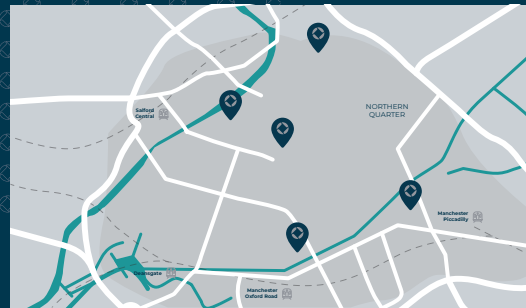 NORTHERN
QUARTER
Salford
Central
Manchester
Piccadilly
Deansgate
Manchester
Oxford Road